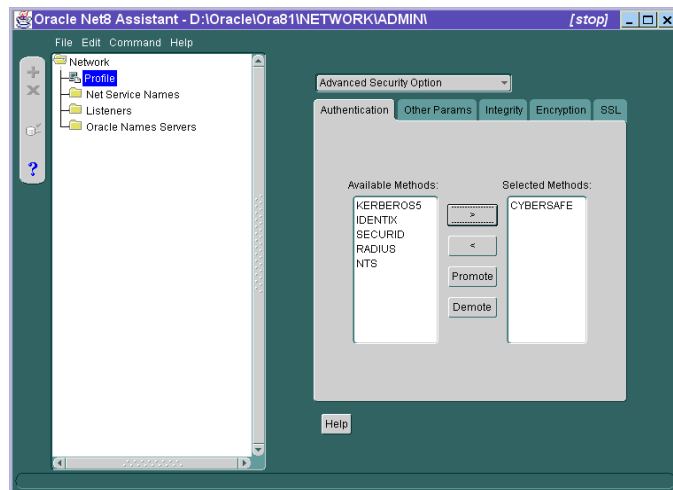 Oracle Net8 Assistant - D:\Oracle\Ora81\NETWORK\ADMIN\ [stop]
File Edit Command Help
Network
Profile
Net Service Names
Listeners
Oracle Names Servers
?
Advanced Security Option
Authentication Other Params Integrity Encryption SSL
Available Methods: Selected Methods:
KERBEROS5
IDENTIX
SECURID
RADIUS
NTS
>
<
Promote
Demote
CYBERSAFE
Help